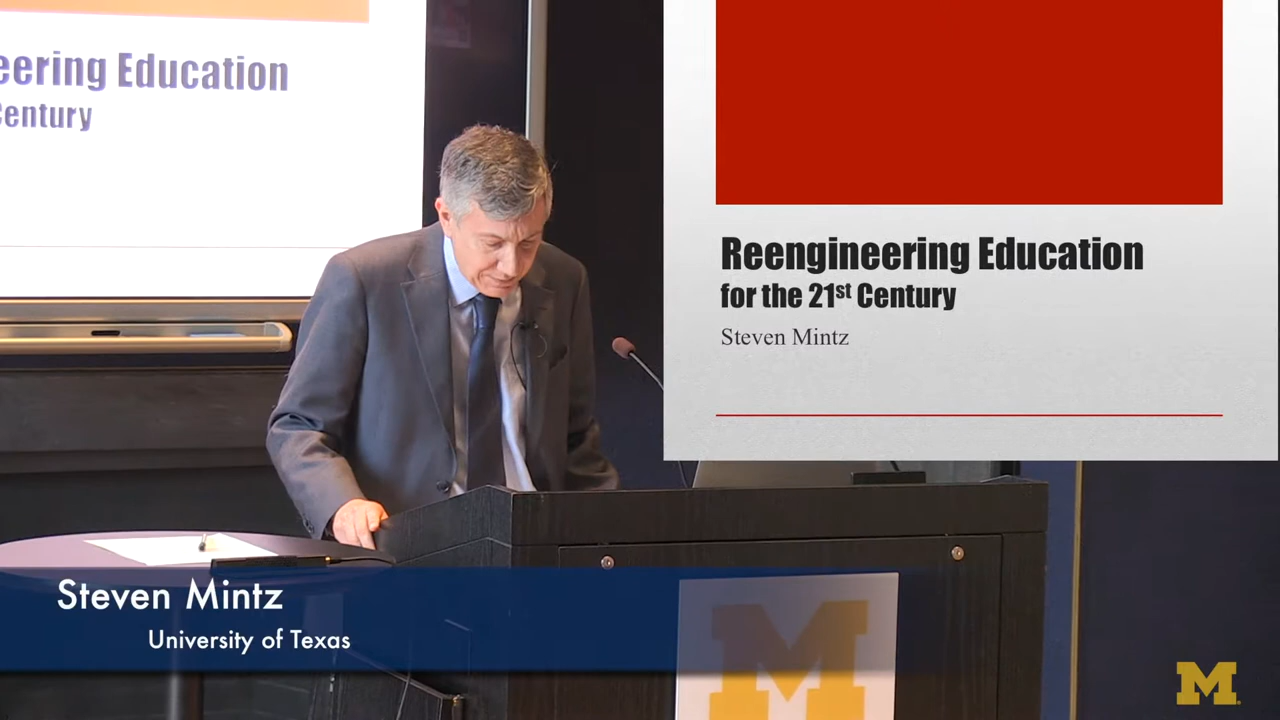 eering Education
Century
Reengineering Education
for the 21st Century
Steven Mintz
Steven Mintz
University of Texas
M
M